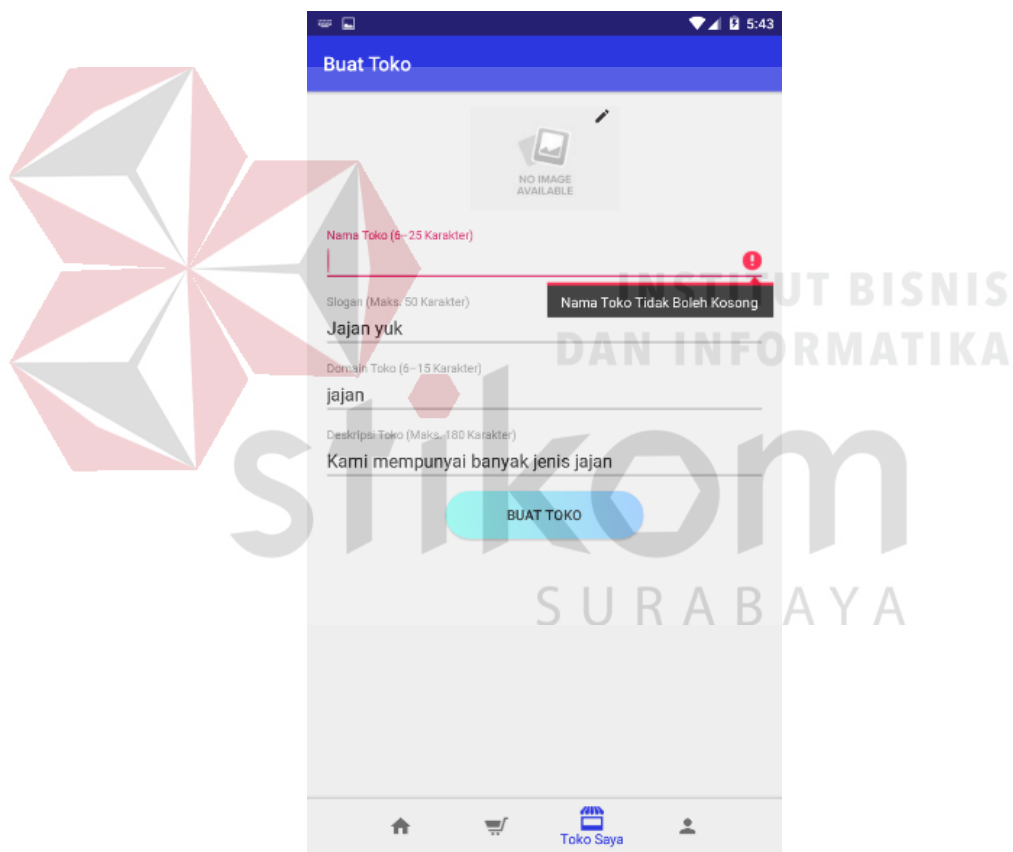 5:43
Buat Toko
NO IMAGE
AVAILABLE
Nama Toko (6–25 Karakter)
Nama Toko Tidak Boleh Kosong
Slogan (Maks. 50 Karakter)
Jajan yuk
Domain Toko (6–15 Karakter)
jajan
Deskripsi Toko (Maks. 180 Karakter)
Kami mempunyai banyak jenis jajan
BUAT TOKO
Toko Saya
INSTITUT BISNIS
DAN INFORMATIKA
stikom
SURABAYA